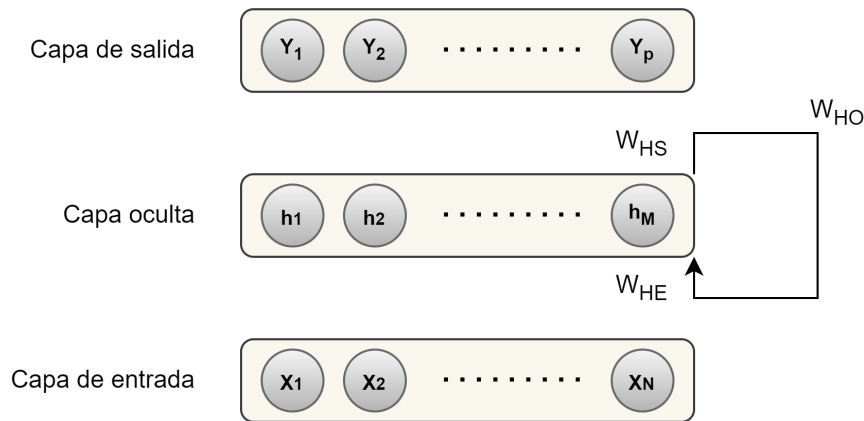 Capa de salida Y1 Y2 ········· Yp
WHO
WHS
Capa oculta h1 h2 ········· hM
WHE
Capa de entrada X1 X2 ········· XN